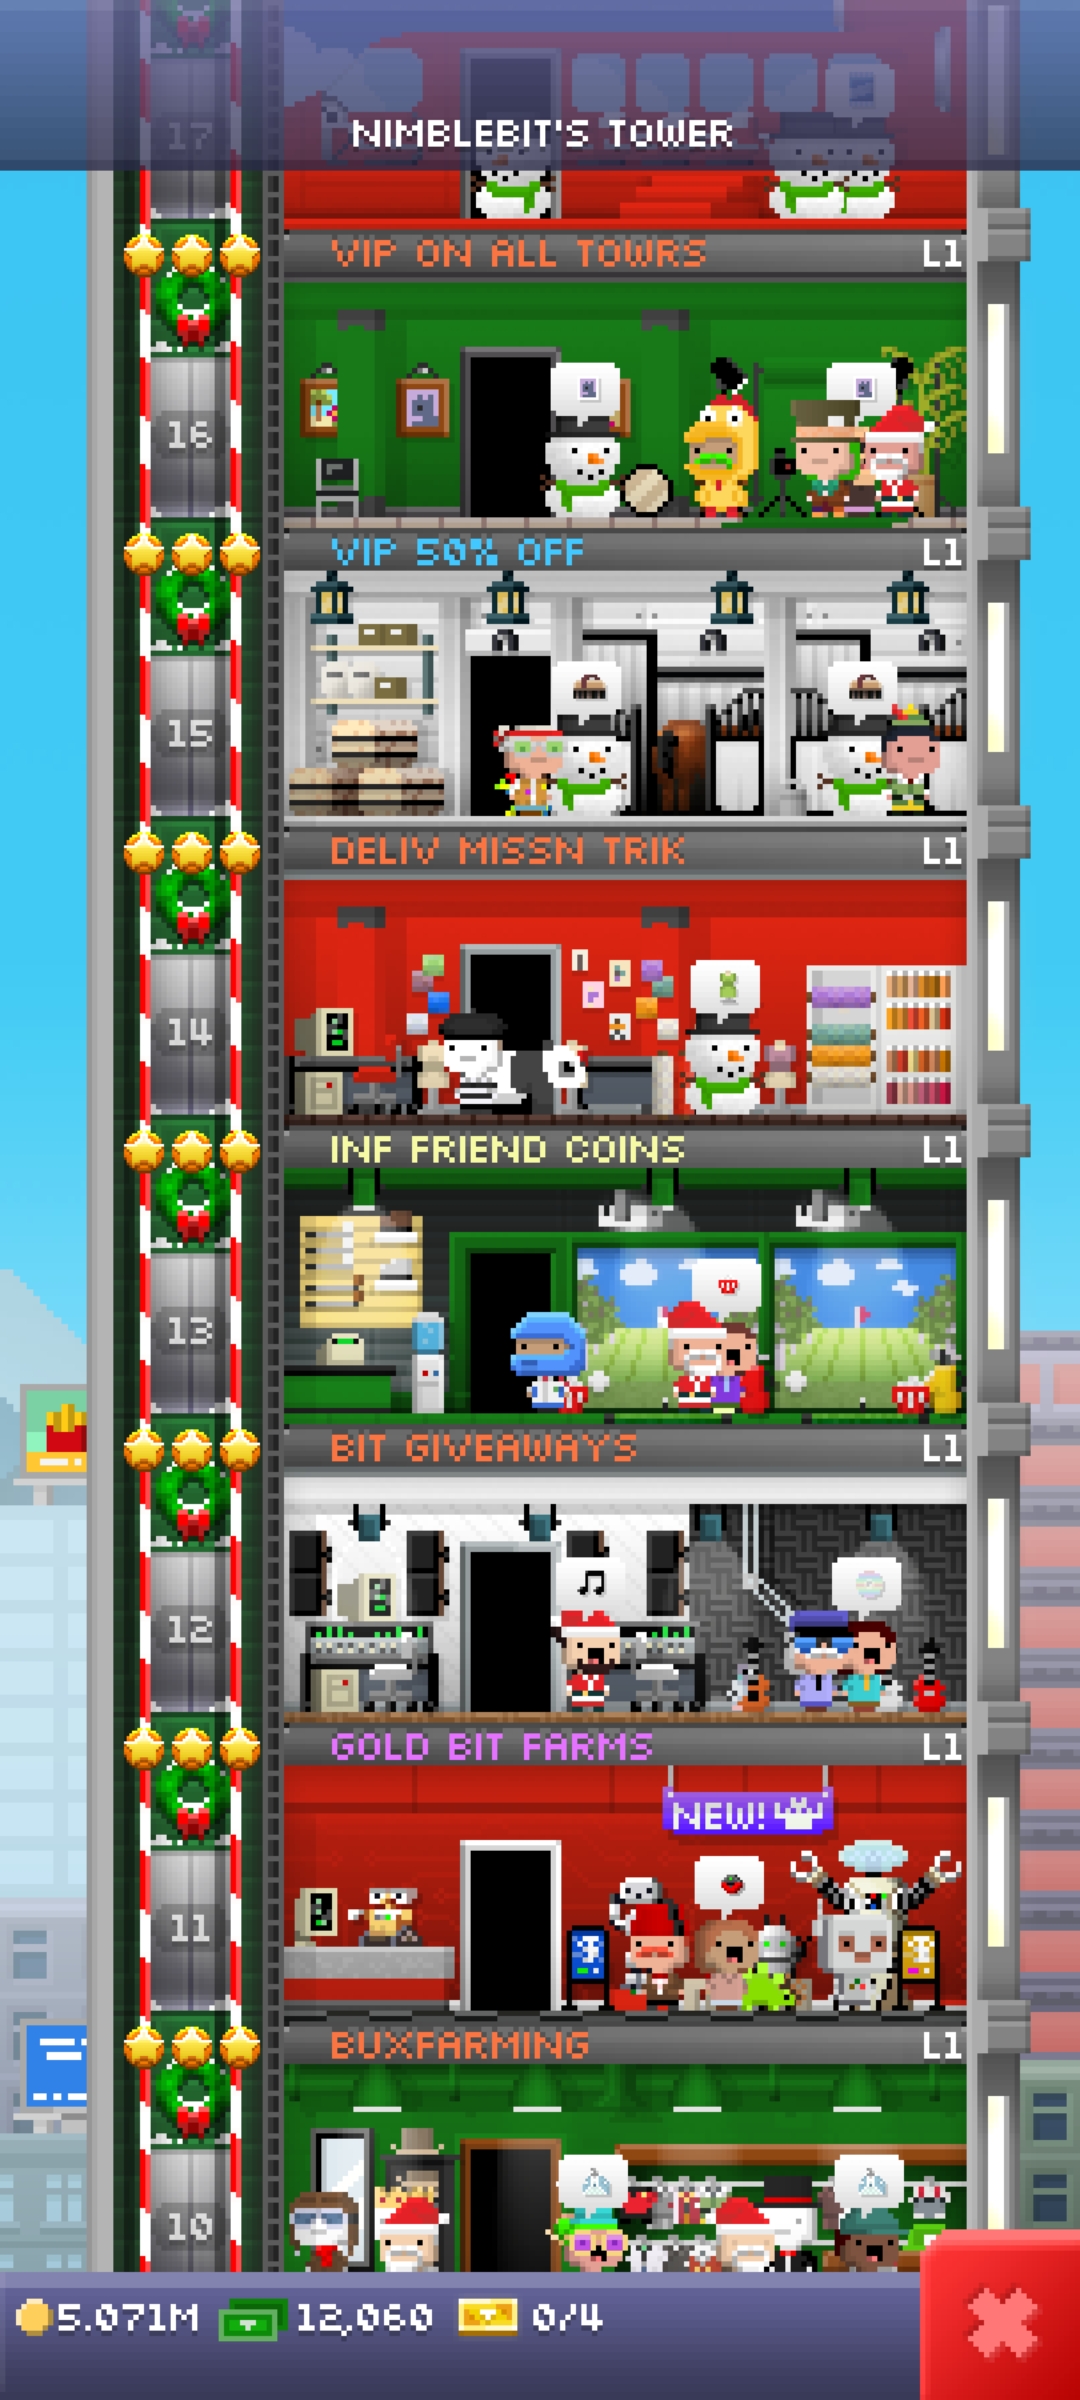 17
NIMBLEBIT'S TOWER
VIP ON ALL TOWRS L1
16
VIP 50% OFF L1
15
DELIV MISSN TRIK L1
14
INF FRIEND COINS L1
13
BIT GIVEAWAYS L1
12
GOLD BIT FARMS L1
NEW!
11
BUXFARMING L1
10
5.071M 12,060 0/4